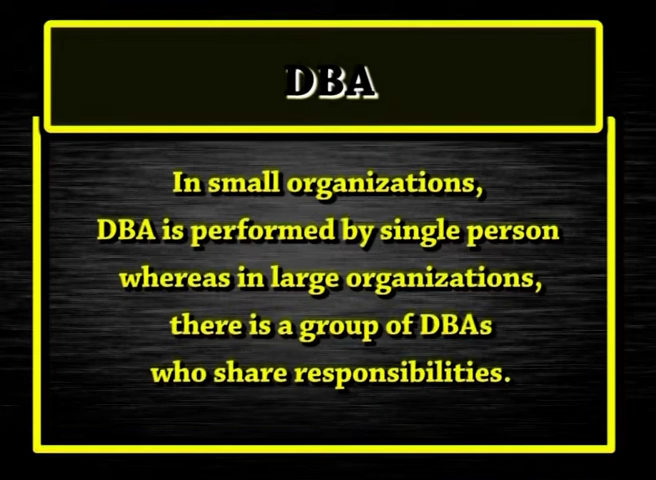 DBA
In small organizations,
DBA is performed by single person
whereas in large organizations,
there is a group of DBAs
who share responsibilities.